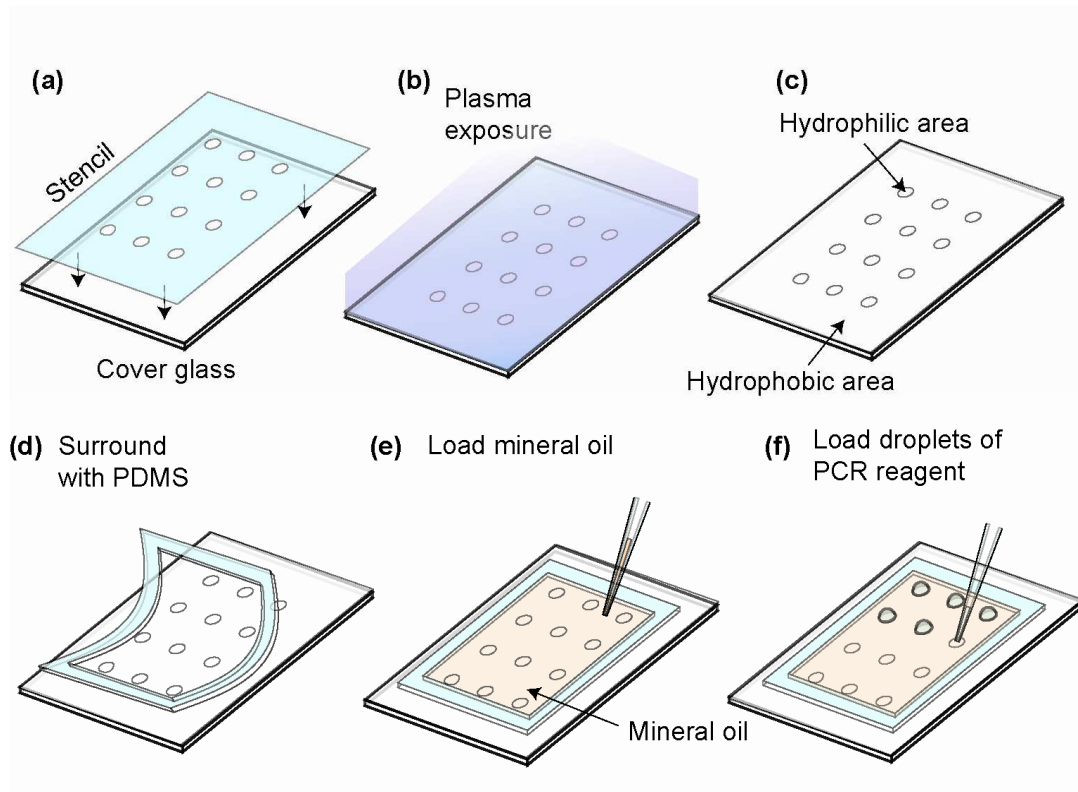 (a)
Stencil
Cover glass
(b)
Plasma
exposure
(c)
Hydrophilic area
Hydrophobic area
(d) Surround
with PDMS
(e) Load mineral oil
Mineral oil
(f) Load droplets of
PCR reagent